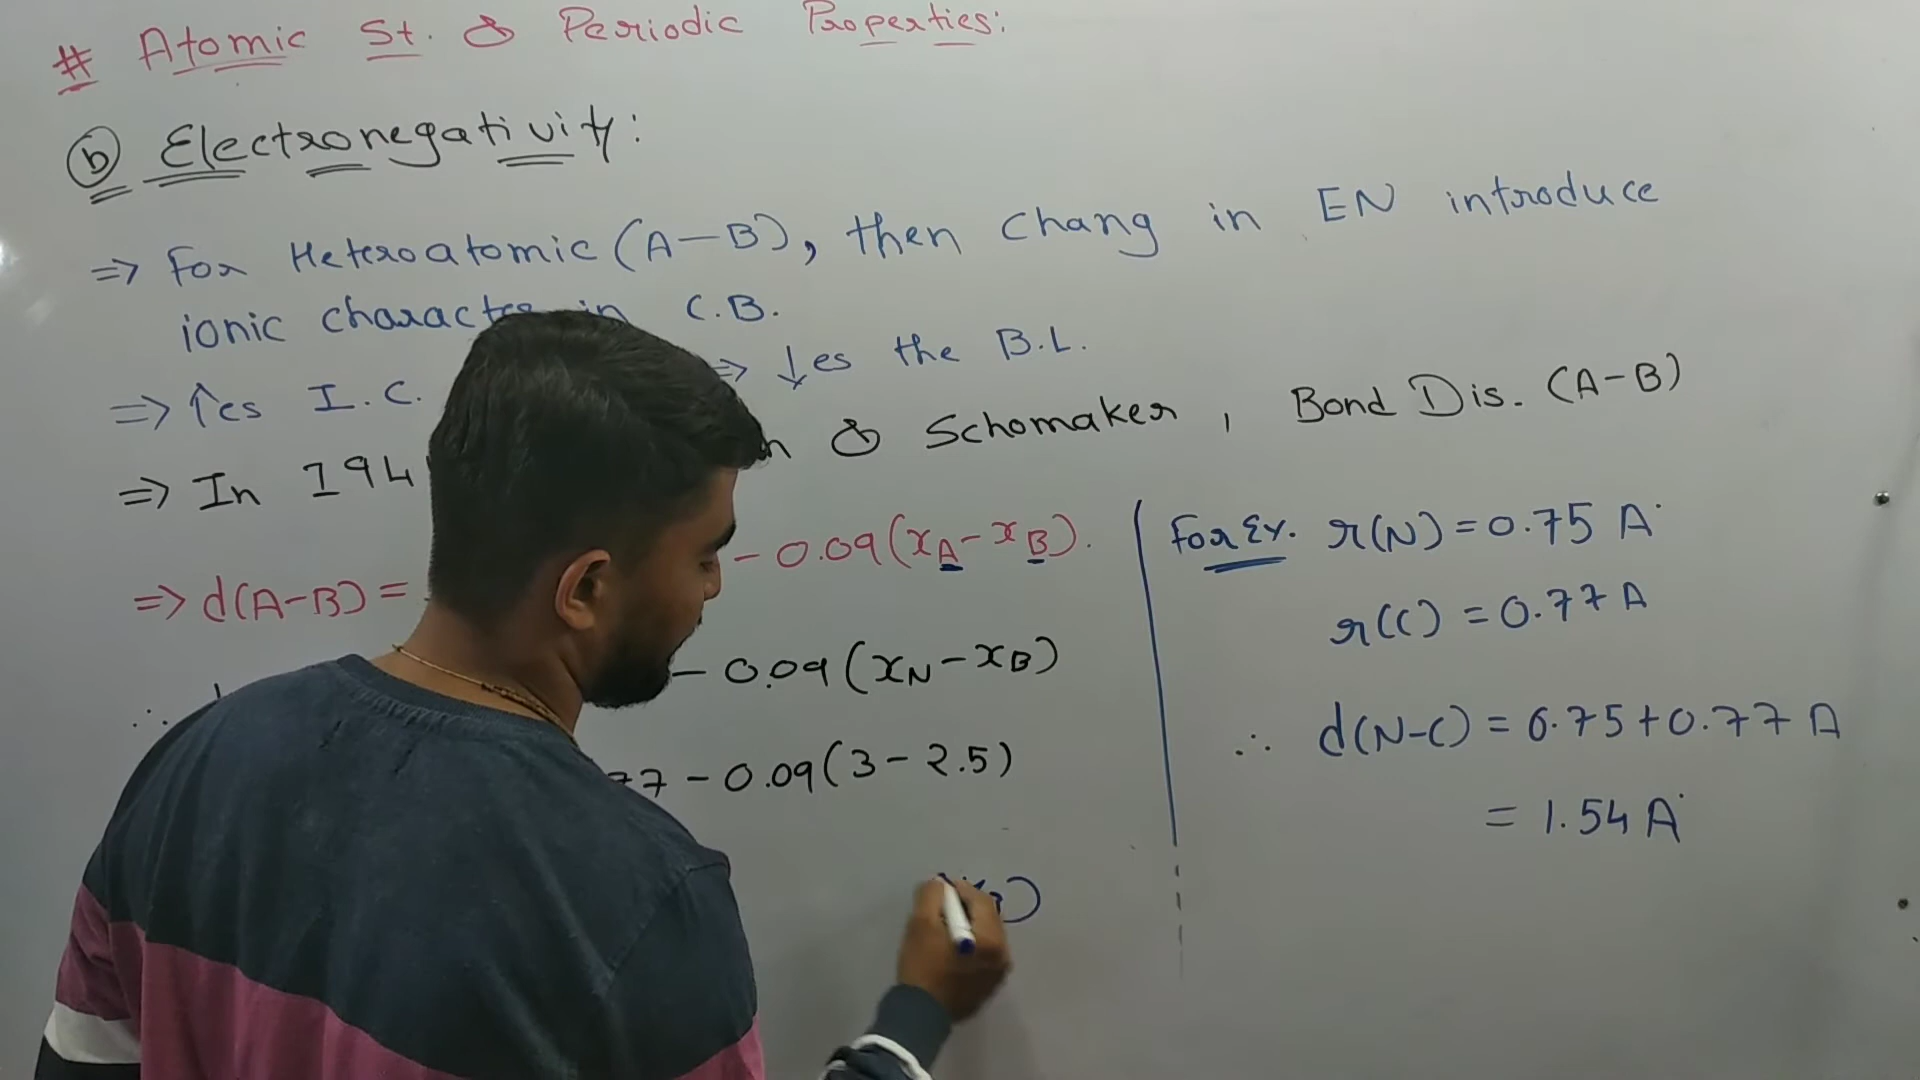 # Atomic St. & Periodic Properties:
(b) Electronegativity:
=> For Heteroatomic (A-B), then chang in EN introduce
ionic in C.B.
=> ↑es I.C. => ↓es the B.L.
=> In & Schomaker, Bond Dis. (A-B)
=> d(A-B) = - 0.09(xA - xB).
∴ - 0.09(xN - xB)
- 0.09(3 - 2.5)
For Ex. r(N) = 0.75 A°
r(C) = 0.77 A
∴ d(N-C) = 0.75 + 0.77 A
= 1.54 A°